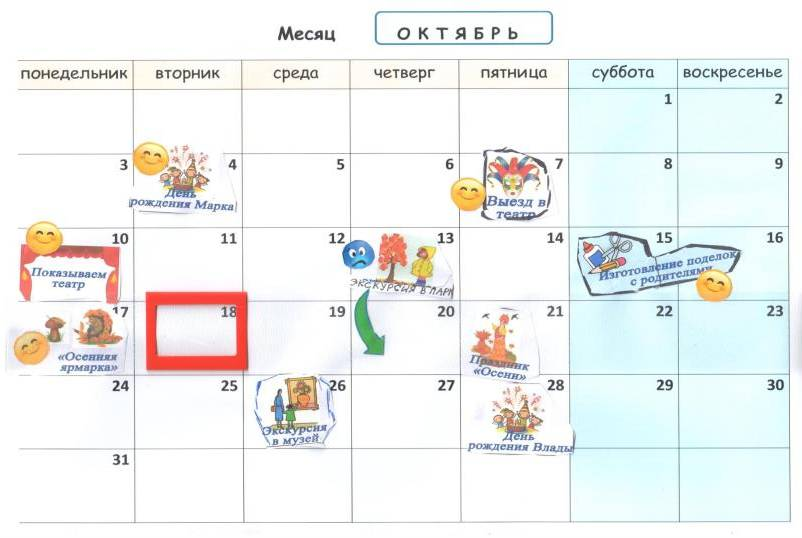 Месяц ОКТЯБРЬ
понедельник вторник среда четверг пятница суббота воскресенье
1 2
3 4 5 6 7 8 9
День
рождения Марка
Выезд в
театр
10 11 12 13 14 15 16
Показываем
театр
ЭКСКУРСИЯ В ПАРК
Изготовление поделок
с родителями
17 18 19 20 21 22 23
«Осенняя
ярмарка»
Праздник
«Осени»
24 25 26 27 28 29 30
Экскурсия
в музей
День
рождения Влады
31